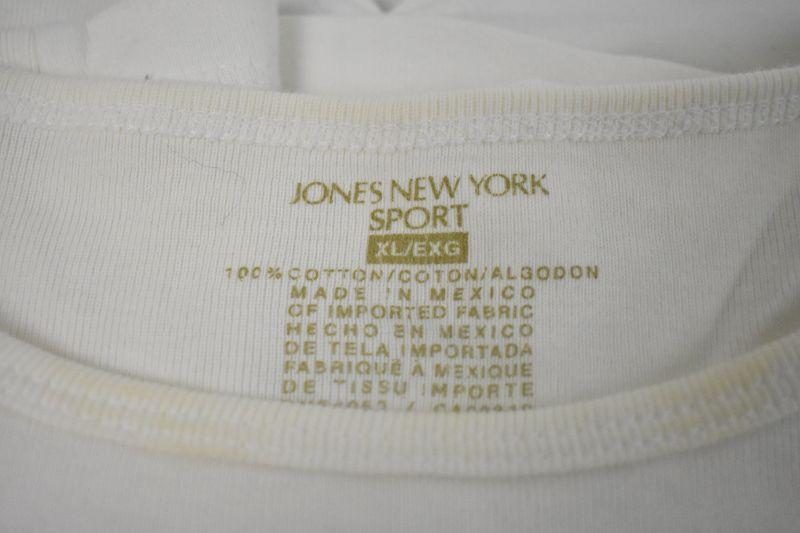 JONES NEW YORK
SPORT
XL/EXG
100% COTTON/COTON/ALGODON
MADE IN MEXICO
OF IMPORTED FABRIC
HECHO EN MEXICO
DE TELA IMPORTADA
FABRIQUÉ À MEXIQUE
DE TISSU IMPORTE